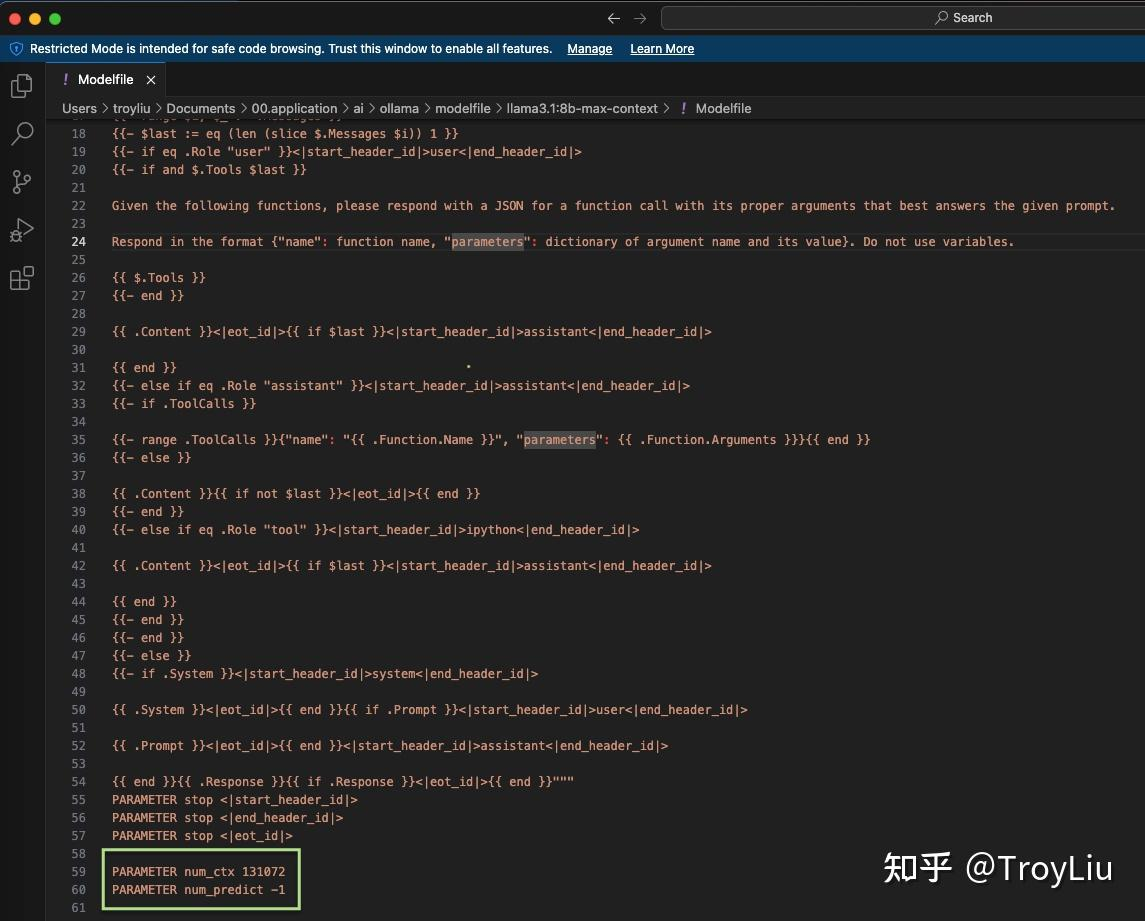 Search
Restricted Mode is intended for safe code browsing. Trust this window to enable all features. Manage Learn More
! Modelfile ×
Users > troyliu > Documents > 00.application > ai > ollama > modelfile > llama3.1:8b-max-context > ! Modelfile
18 {{- $last := eq (len (slice $.Messages $i)) 1 }}
19 {{- if eq .Role "user" }}<|start_header_id|>user<|end_header_id|>
20 {{- if and $.Tools $last }}
21
22 Given the following functions, please respond with a JSON for a function call with its proper arguments that best answers the given prompt.
23
24 Respond in the format {"name": function name, "parameters": dictionary of argument name and its value}. Do not use variables.
25
26 {{ $.Tools }}
27 {{- end }}
28
29 {{ .Content }}<|eot_id|>{{ if $last }}<|start_header_id|>assistant<|end_header_id|>
30
31 {{ end }}
32 {{- else if eq .Role "assistant" }}<|start_header_id|>assistant<|end_header_id|>
33 {{- if .ToolCalls }}
34
35 {{- range .ToolCalls }}{"name": "{{ .Function.Name }}", "parameters": {{ .Function.Arguments }}}{{ end }}
36 {{- else }}
37
38 {{ .Content }}{{ if not $last }}<|eot_id|>{{ end }}
39 {{- end }}
40 {{- else if eq .Role "tool" }}<|start_header_id|>ipython<|end_header_id|>
41
42 {{ .Content }}<|eot_id|>{{ if $last }}<|start_header_id|>assistant<|end_header_id|>
43
44 {{ end }}
45 {{- end }}
46 {{- end }}
47 {{- else }}
48 {{- if .System }}<|start_header_id|>system<|end_header_id|>
49
50 {{ .System }}<|eot_id|>{{ end }}{{ if .Prompt }}<|start_header_id|>user<|end_header_id|>
51
52 {{ .Prompt }}<|eot_id|>{{ end }}<|start_header_id|>assistant<|end_header_id|>
53
54 {{ end }}{{ .Response }}{{ if .Response }}<|eot_id|>{{ end }}"""
55 PARAMETER stop <|start_header_id|>
56 PARAMETER stop <|end_header_id|>
57 PARAMETER stop <|eot_id|>
58
59 PARAMETER num_ctx 131072
60 PARAMETER num_predict -1
61
知乎 @TroyLiu